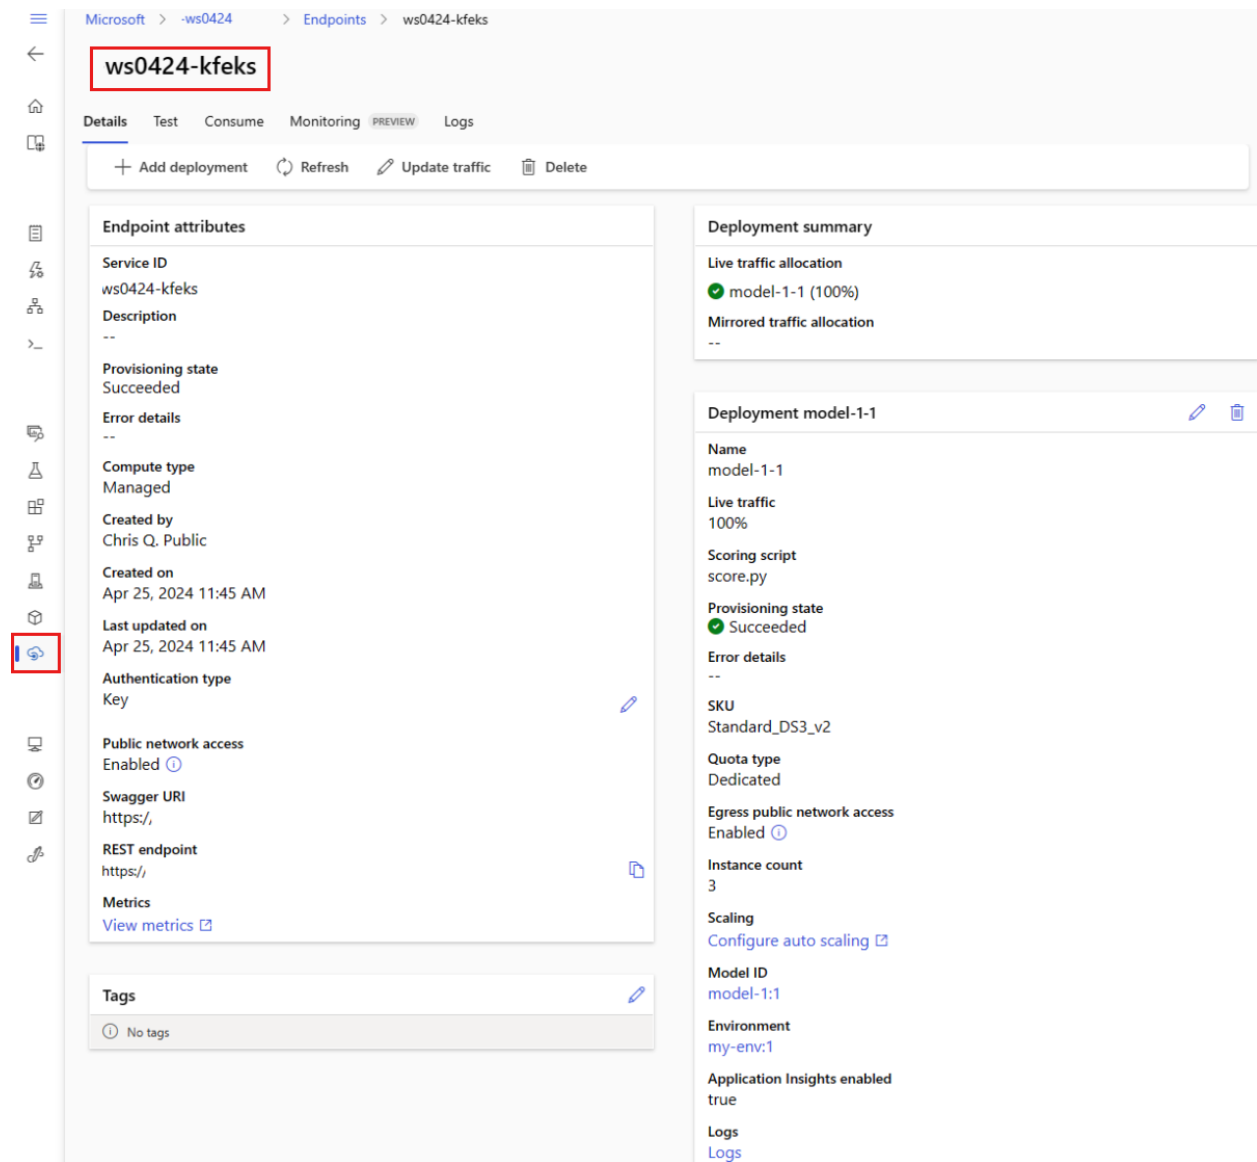 Microsoft > -ws0424 > Endpoints > ws0424-kfeks
ws0424-kfeks
Details Test Consume Monitoring PREVIEW Logs
Add deployment Refresh Update traffic Delete
Endpoint attributes
Service ID
ws0424-kfeks
Description
--
Provisioning state
Succeeded
Error details
--
Compute type
Managed
Created by
Chris Q. Public
Created on
Apr 25, 2024 11:45 AM
Last updated on
Apr 25, 2024 11:45 AM
Authentication type
Key
Public network access
Enabled
Swagger URI
https:/,
REST endpoint
https:/,
Metrics
View metrics
Tags
No tags
Deployment summary
Live traffic allocation
model-1-1 (100%)
Mirrored traffic allocation
--
Deployment model-1-1
Name
model-1-1
Live traffic
100%
Scoring script
score.py
Provisioning state
Succeeded
Error details
--
SKU
Standard_DS3_v2
Quota type
Dedicated
Egress public network access
Enabled
Instance count
3
Scaling
Configure auto scaling
Model ID
model-1:1
Environment
my-env:1
Application Insights enabled
true
Logs
Logs